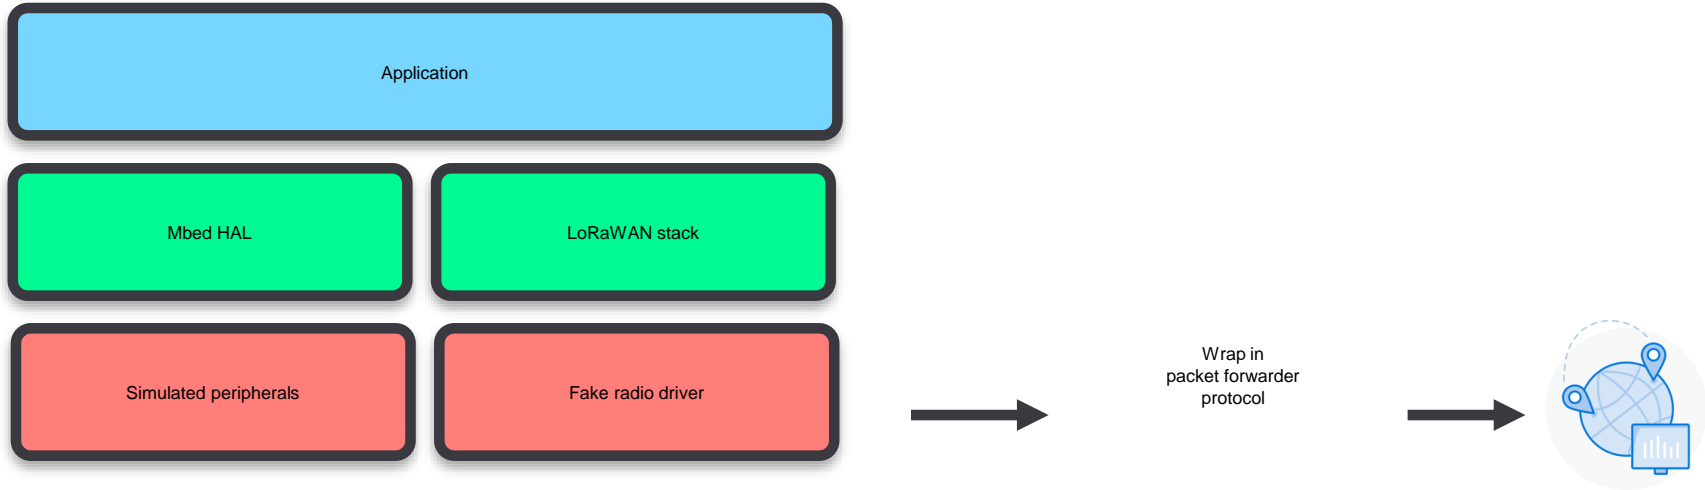 Application
Mbed HAL
LoRaWAN stack
Simulated peripherals
Fake radio driver
Wrap in
packet forwarder
protocol